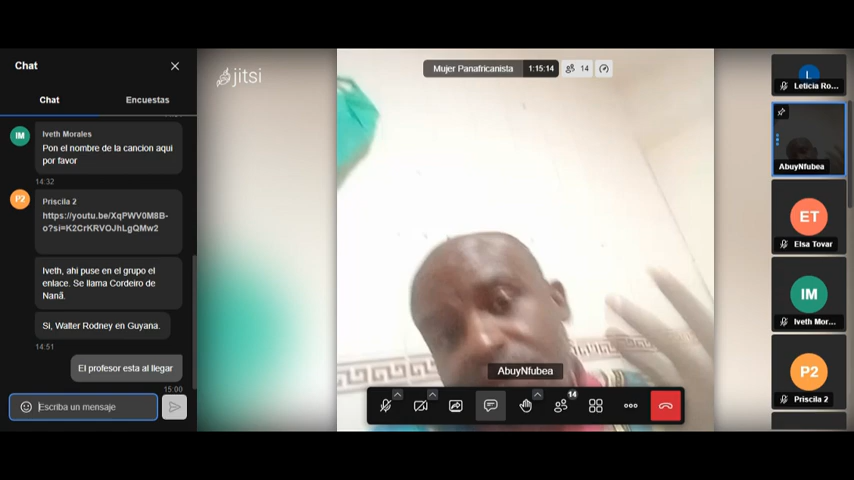 Chat
Chat
Encuestas
IM
Iveth Morales
Pon el nombre de la cancion aqui
por favor
14:32
P2
Priscila 2
https://youtu.be/XqPWV0M8B-
o?si=K2CrKRVOJhLgQMw2
Iveth, ahi puse en el grupo el
enlace. Se llama Cordeiro de
Nanã.
Si, Walter Rodney en Guyana.
14:51
El profesor esta al llegar
15:00
Escriba un mensaje
jitsi
Mujer Panafricanista
1:15:14
14
AbuyNfubea
14
L
Leticia Ro...
AbuyNfubea
ET
Elsa Tovar
IM
Iveth Mor...
P2
Priscila 2